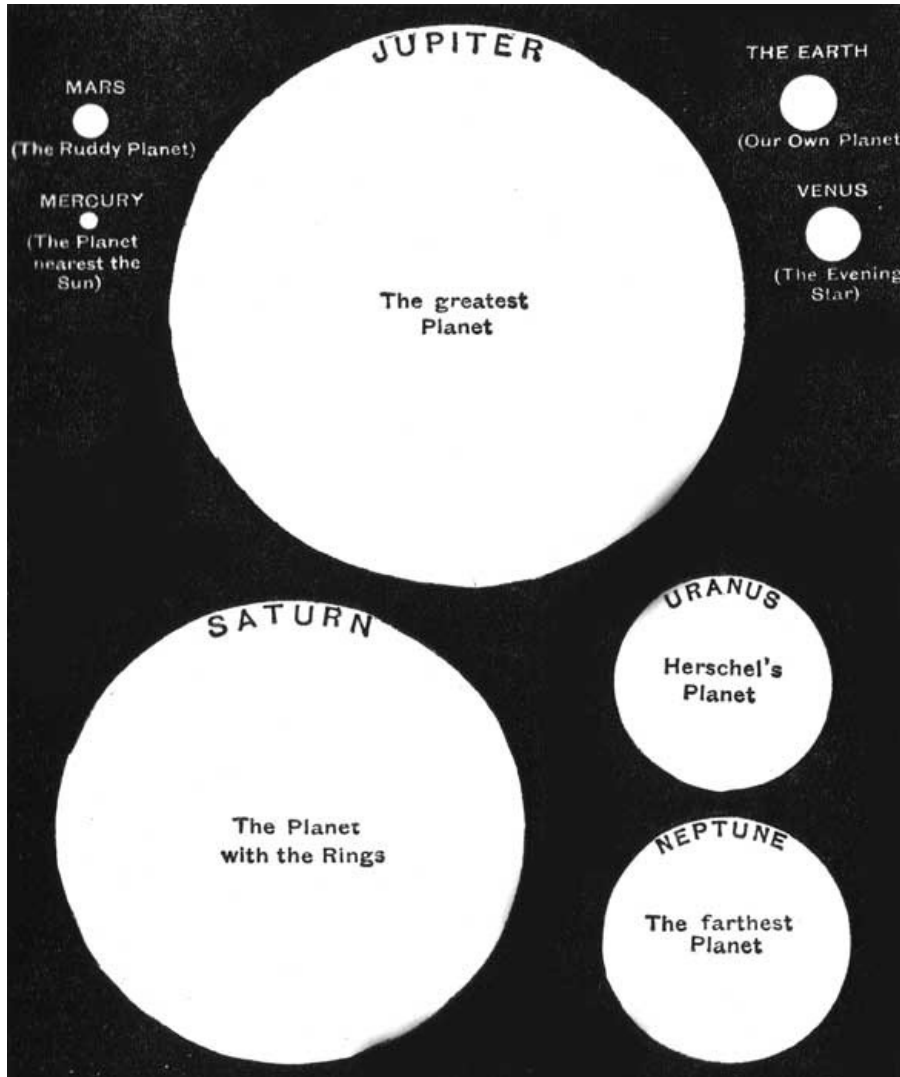 JUPITER
THE EARTH
MARS
(The Ruddy Planet)
(Our Own Planet
MERCURY
(The Planet
nearest the
Sun)
VENUS
(The Evening
Star)
The greatest
Planet
SATURN
URANUS
Herschel's
Planet
The Planet
with the Rings
NEPTUNE
The farthest
Planet